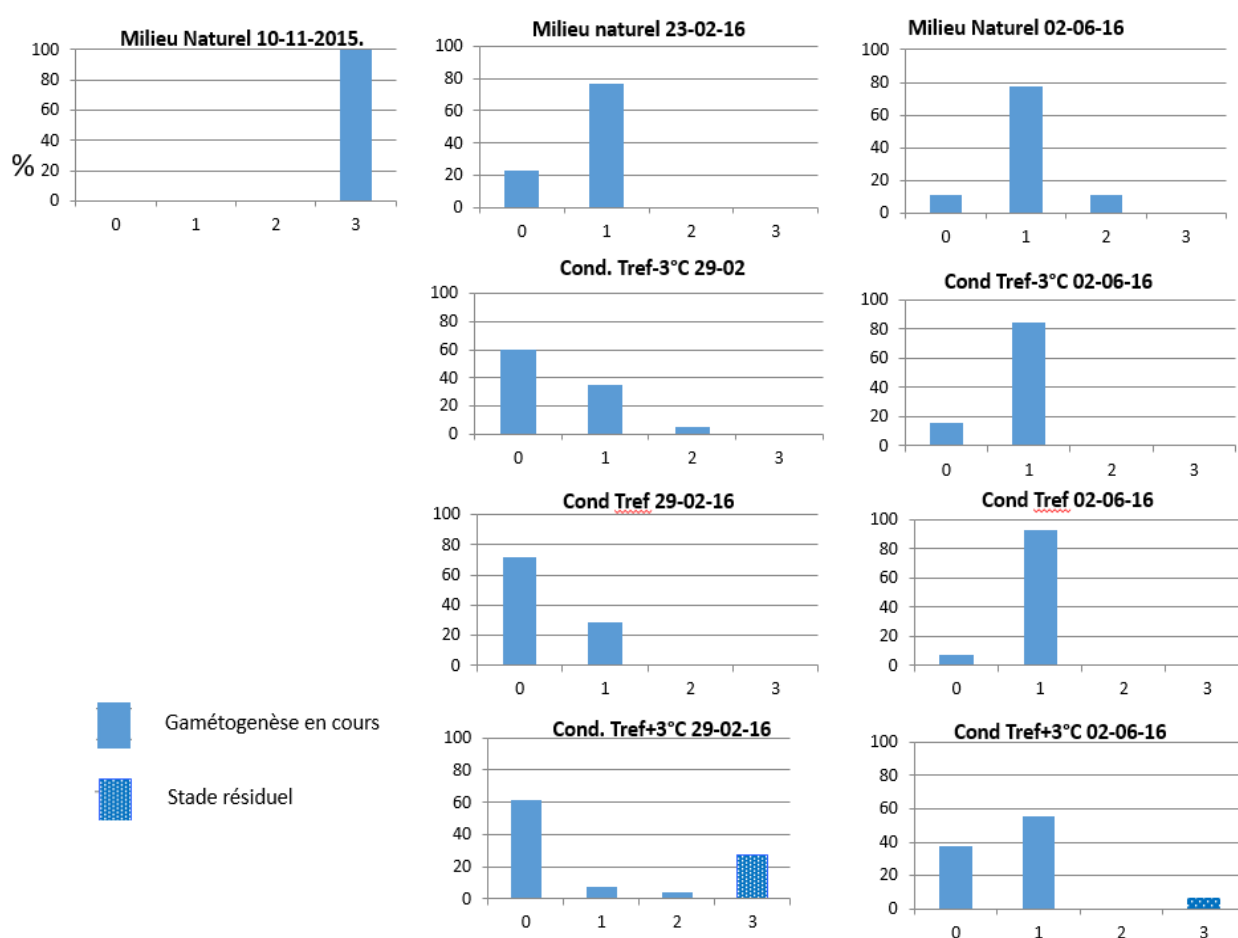 Milieu Naturel 10-11-2015.
100
80
60
40
20
0
%
0 1 2 3
Milieu naturel 23-02-16
100
80
60
40
20
0
0 1 2 3
Milieu Naturel 02-06-16
100
80
60
40
20
0
0 1 2 3
Cond. Tref-3°C 29-02
100
80
60
40
20
0
0 1 2 3
Cond Tref-3°C 02-06-16
100
80
60
40
20
0
0 1 2 3
Cond Tref 29-02-16
100
80
60
40
20
0
0 1 2 3
Cond Tref 02-06-16
100
80
60
40
20
0
0 1 2 3
Gamétogenèse en cours
Stade résiduel
Cond. Tref+3°C 29-02-16
100
80
60
40
20
0
0 1 2 3
Cond Tref+3°C 02-06-16
100
80
60
40
20
0
0 1 2 3